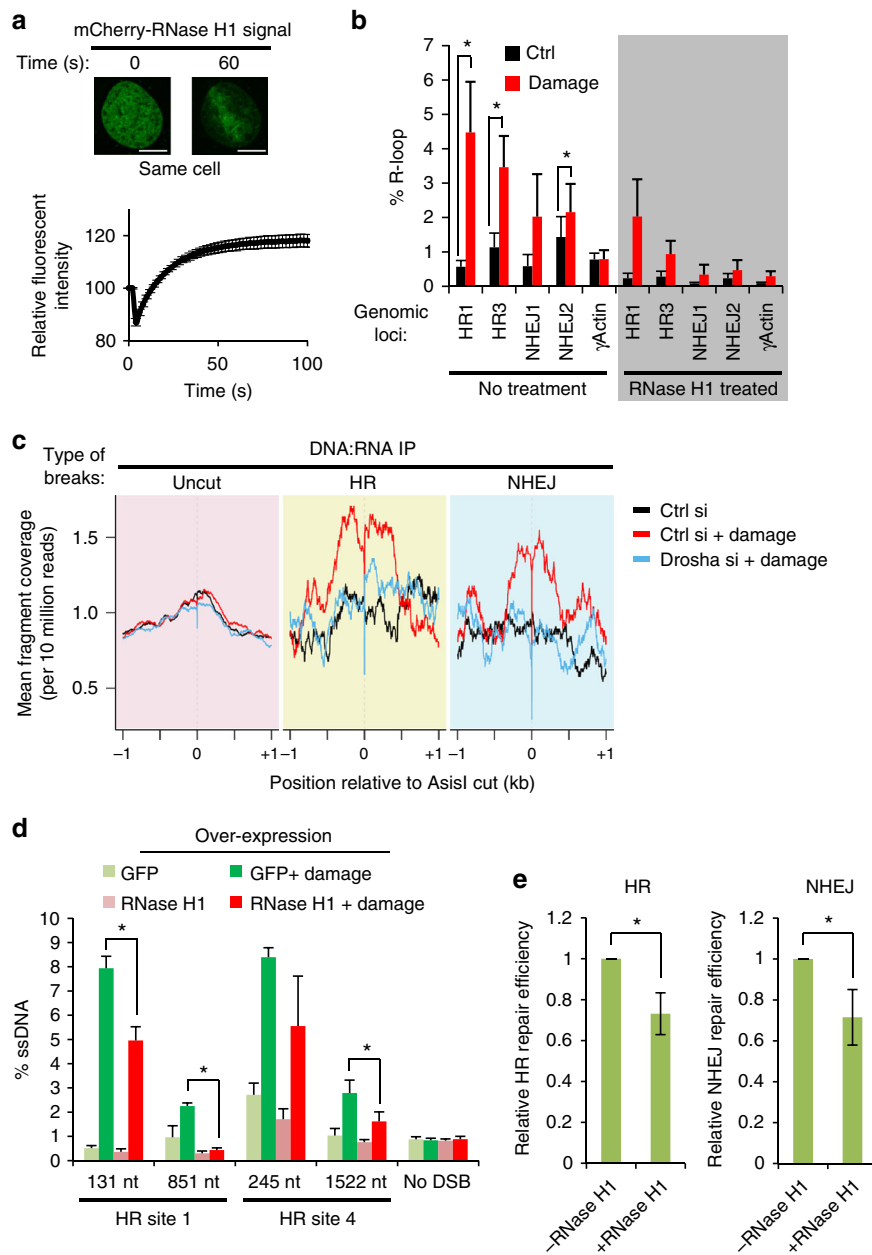 a
mCherry-RNase H1 signal
Time (s): 0 60
Same cell
Relative fluorescent intensity
120
100
80
0 50 100
Time (s)
b
% R-loop
7
6
5
4
3
2
1
0
Ctrl
Damage
*
*
*
Genomic loci:
HR1 HR3 NHEJ1 NHEJ2 γActin HR1 HR3 NHEJ1 NHEJ2 γActin
No treatment RNase H1 treated
c
DNA:RNA IP
Type of breaks:
Uncut HR NHEJ
Mean fragment coverage
(per 10 million reads)
1.5
1.0
0.5
–1 0 +1 –1 0 +1 –1 0 +1
Position relative to AsisI cut (kb)
Ctrl si
Ctrl si + damage
Drosha si + damage
d
Over-expression
GFP GFP+ damage
RNase H1 RNase H1 + damage
% ssDNA
10
9
8
7
6
5
4
3
2
1
0
*
*
*
131 nt 851 nt 245 nt 1522 nt No DSB
HR site 1 HR site 4
e
HR
Relative HR repair efficiency
1.2
1
0.8
0.6
0.4
0.2
0
*
–RNase H1
+RNase H1
NHEJ
Relative NHEJ repair efficiency
1.2
1
0.8
0.6
0.4
0.2
0
*
–RNase H1
+RNase H1